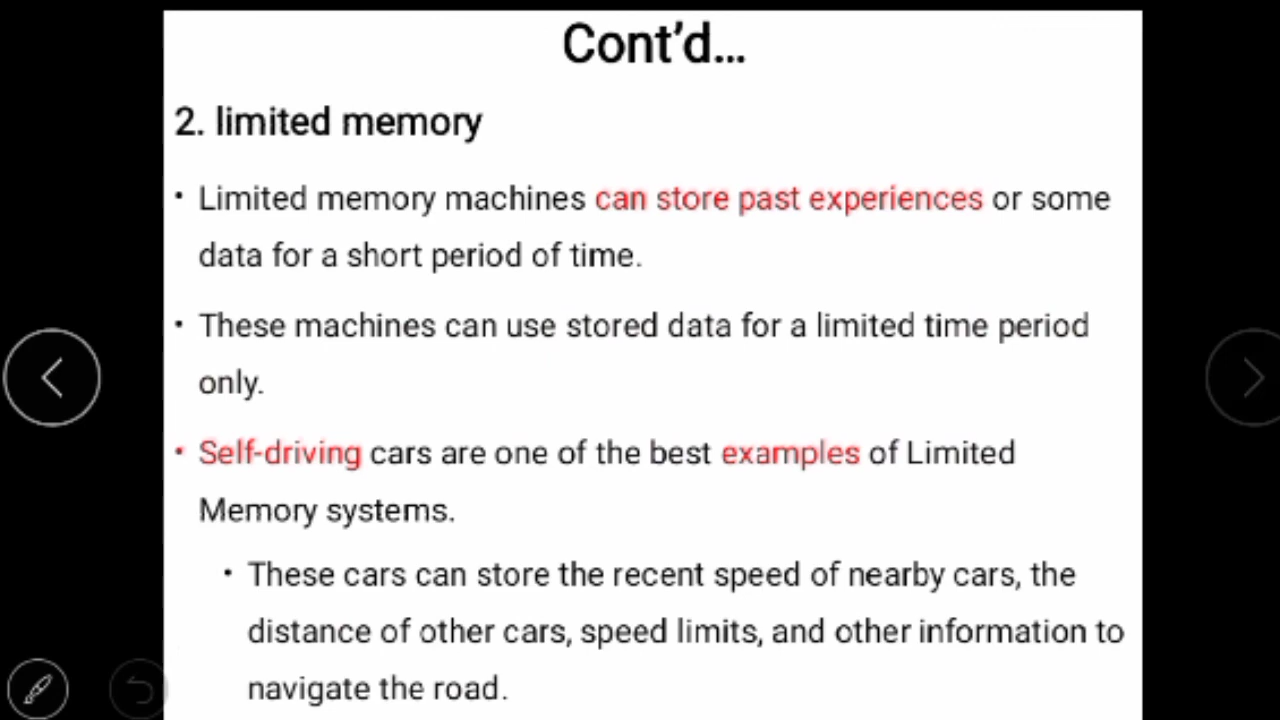 Cont'd...
2. limited memory
• Limited memory machines can store past experiences or some
data for a short period of time.
• These machines can use stored data for a limited time period
only.
• Self-driving cars are one of the best examples of Limited
Memory systems.
• These cars can store the recent speed of nearby cars, the
distance of other cars, speed limits, and other information to
navigate the road.